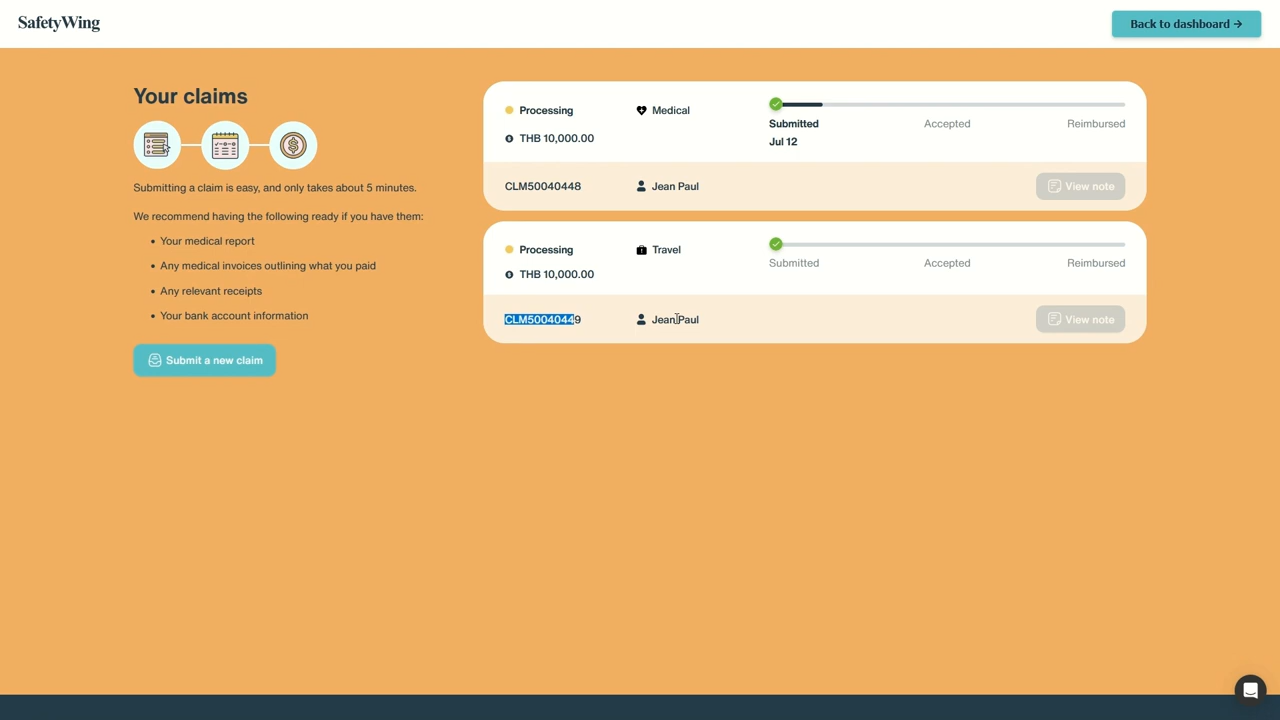 SafetyWing
Back to dashboard →
Your claims
Submitting a claim is easy, and only takes about 5 minutes.
We recommend having the following ready if you have them:
• Your medical report
• Any medical invoices outlining what you paid
• Any relevant receipts
• Your bank account information
Submit a new claim
Processing
Medical
THB 10,000.00
Submitted
Accepted
Reimbursed
Jul 12
CLM50040448
Jean Paul
View note
Processing
Travel
THB 10,000.00
Submitted
Accepted
Reimbursed
CLM50040449
Jean Paul
View note